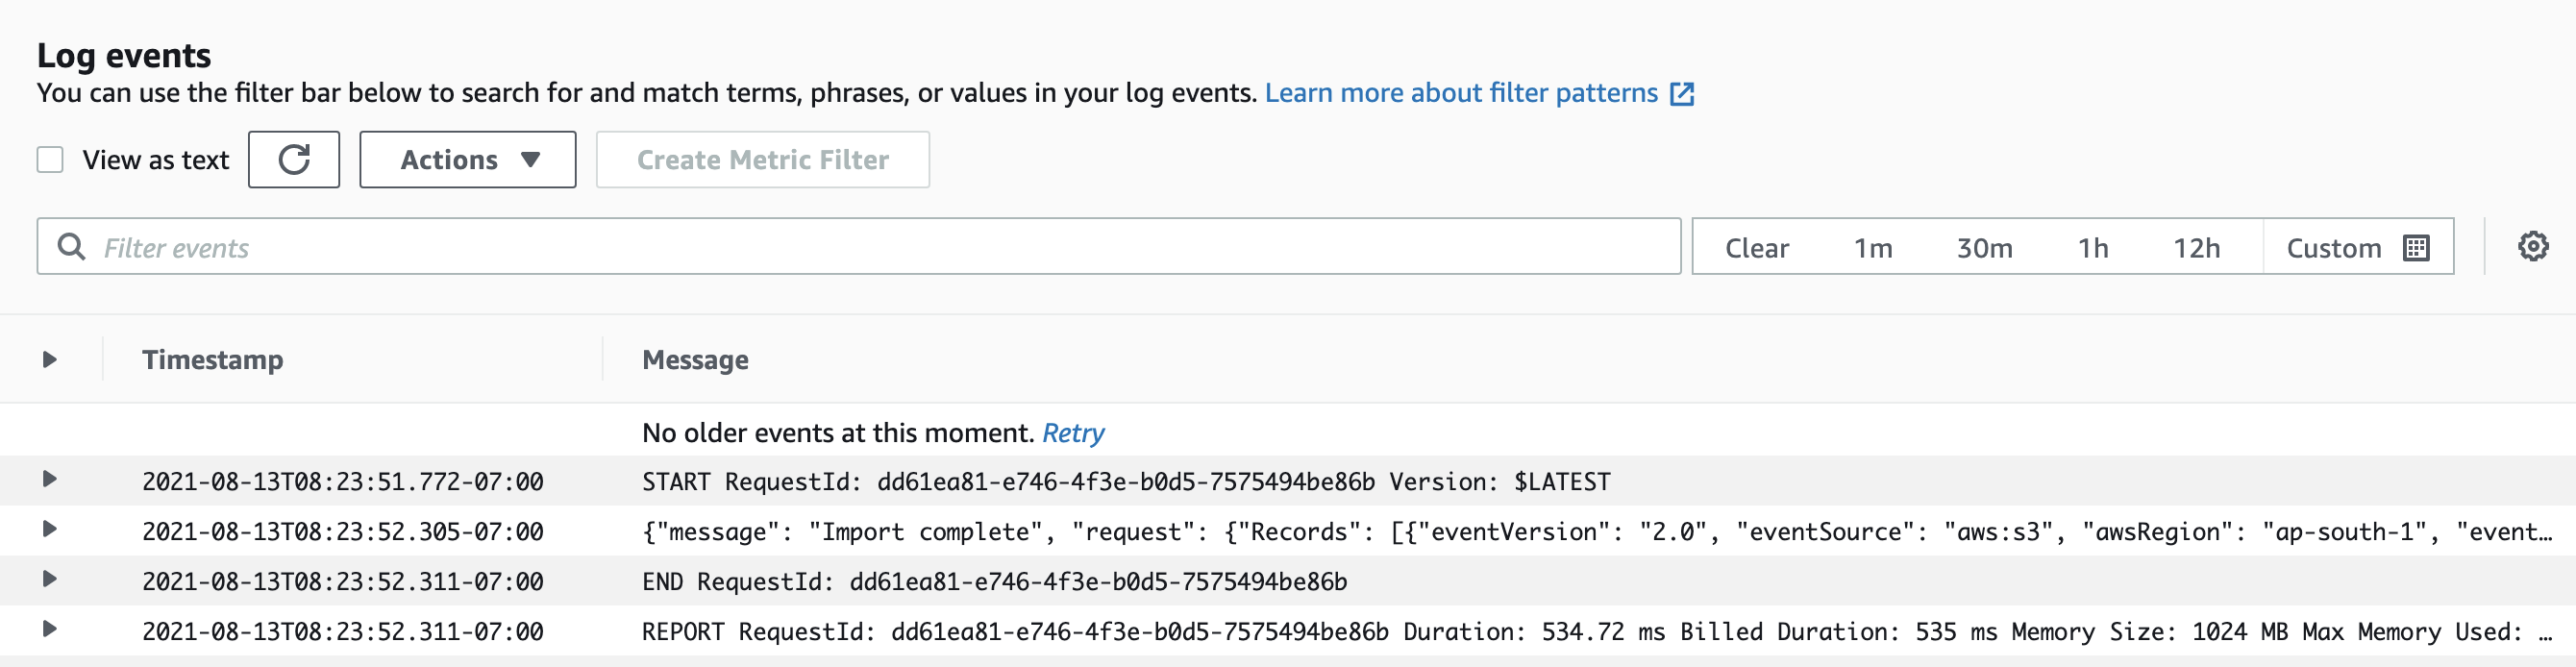 Log events
You can use the filter bar below to search for and match terms, phrases, or values in your log events. Learn more about filter patterns
View as text Actions Create Metric Filter
Filter events Clear 1m 30m 1h 12h Custom
Timestamp Message
No older events at this moment. Retry
2021-08-13T08:23:51.772-07:00 START RequestId: dd61ea81-e746-4f3e-b0d5-7575494be86b Version: $LATEST
2021-08-13T08:23:52.305-07:00 {"message": "Import complete", "request": {"Records": [{"eventVersion": "2.0", "eventSource": "aws:s3", "awsRegion": "ap-south-1", "event…
2021-08-13T08:23:52.311-07:00 END RequestId: dd61ea81-e746-4f3e-b0d5-7575494be86b
2021-08-13T08:23:52.311-07:00 REPORT RequestId: dd61ea81-e746-4f3e-b0d5-7575494be86b Duration: 534.72 ms Billed Duration: 535 ms Memory Size: 1024 MB Max Memory Used: …